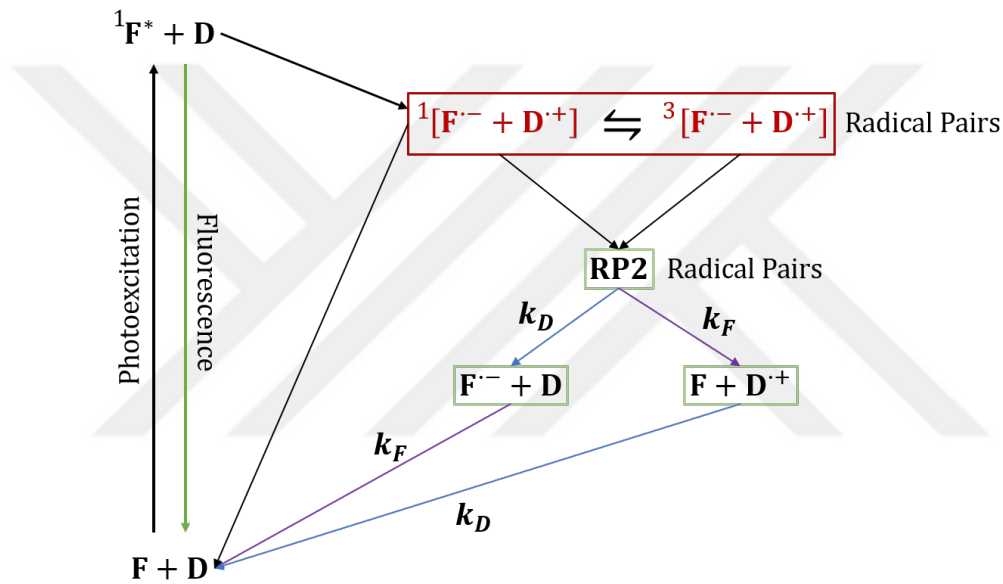 ¹F* + D
¹[F·− + D·+] ⇋ ³[F·− + D·+] Radical Pairs
Photoexcitation
Fluorescence
RP2 Radical Pairs
k_D k_F
F·− + D F + D·+
k_F
k_D
F + D